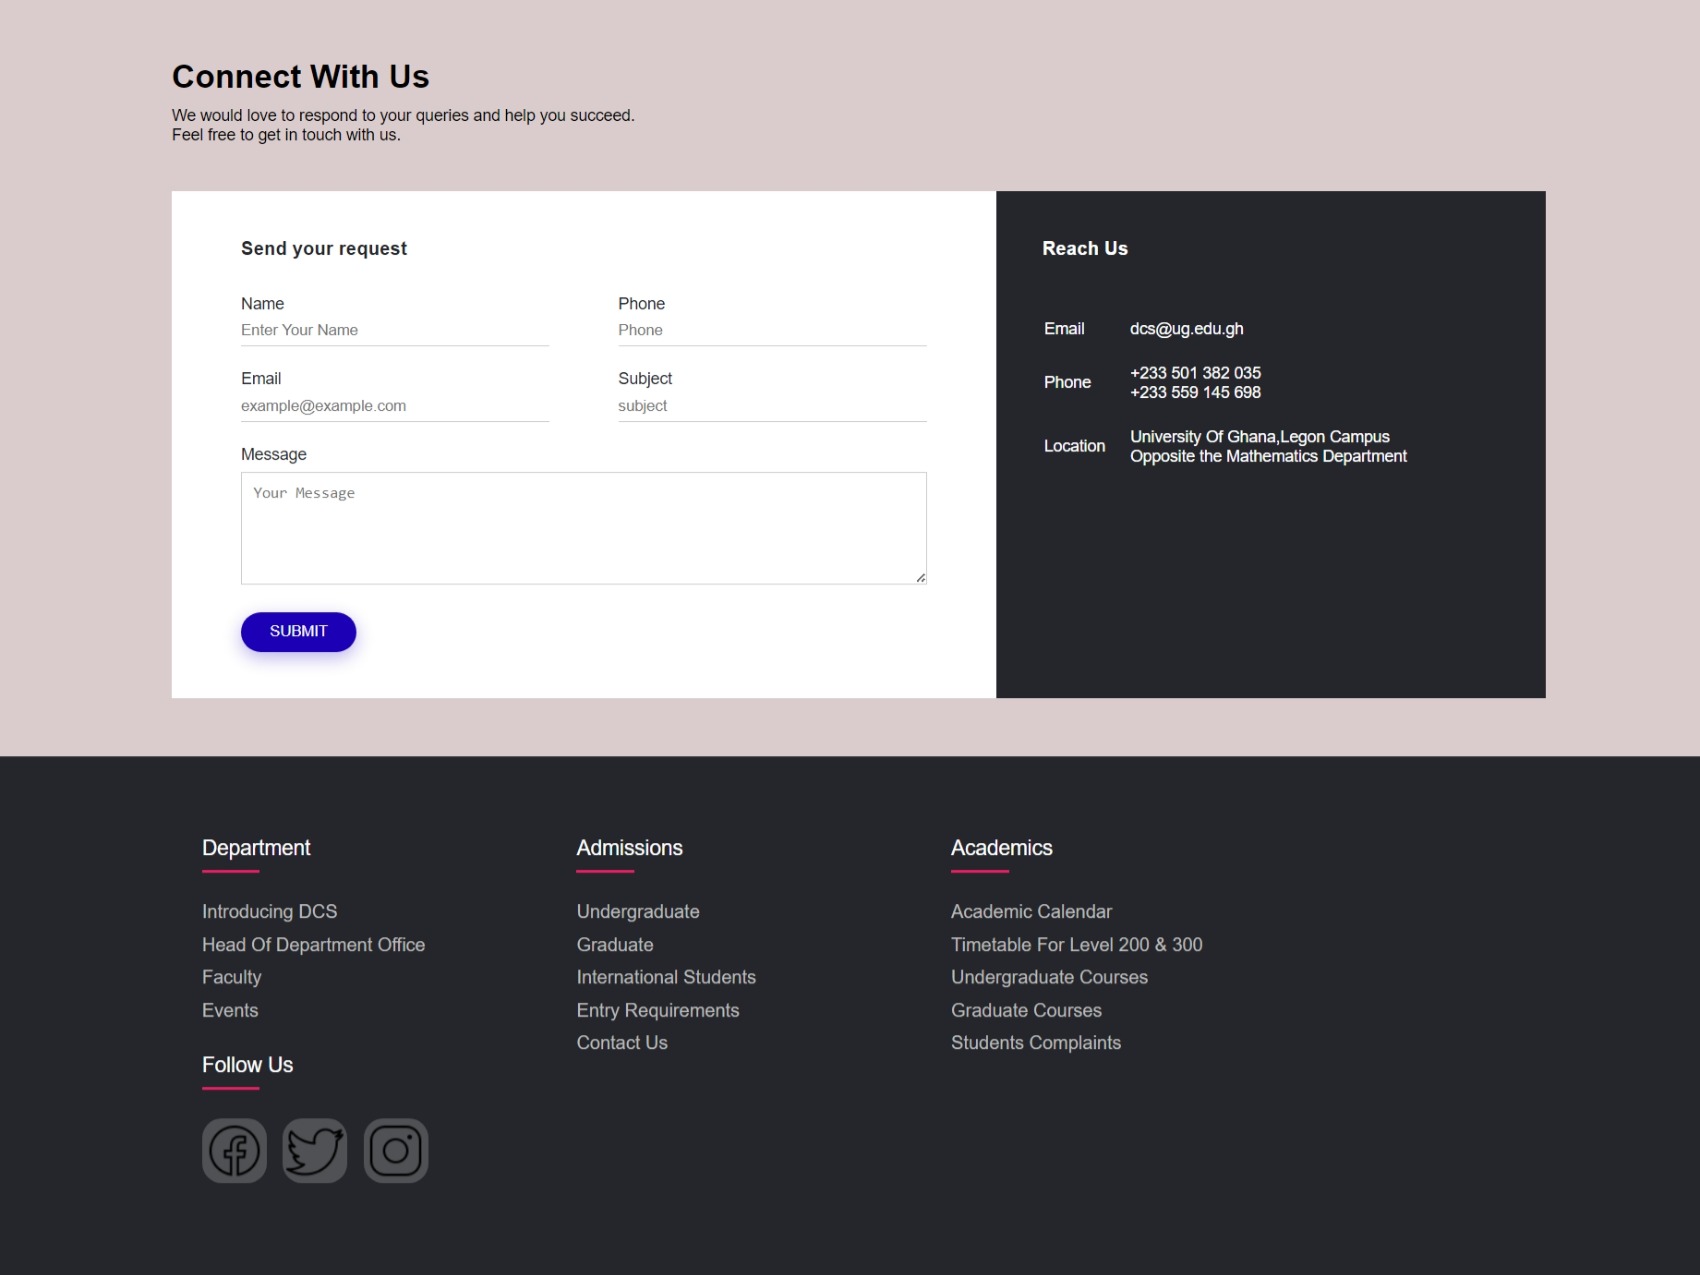 Connect With Us
We would love to respond to your queries and help you succeed.
Feel free to get in touch with us.
Send your request
Name
Enter Your Name
Phone
Phone
Email
example@example.com
Subject
subject
Message
Your Message
SUBMIT
Reach Us
Email
dcs@ug.edu.gh
Phone
+233 501 382 035
+233 559 145 698
Location
University Of Ghana,Legon Campus
Opposite the Mathematics Department
Department
Introducing DCS
Head Of Department Office
Faculty
Events
Follow Us
Admissions
Undergraduate
Graduate
International Students
Entry Requirements
Contact Us
Academics
Academic Calendar
Timetable For Level 200 & 300
Undergraduate Courses
Graduate Courses
Students Complaints